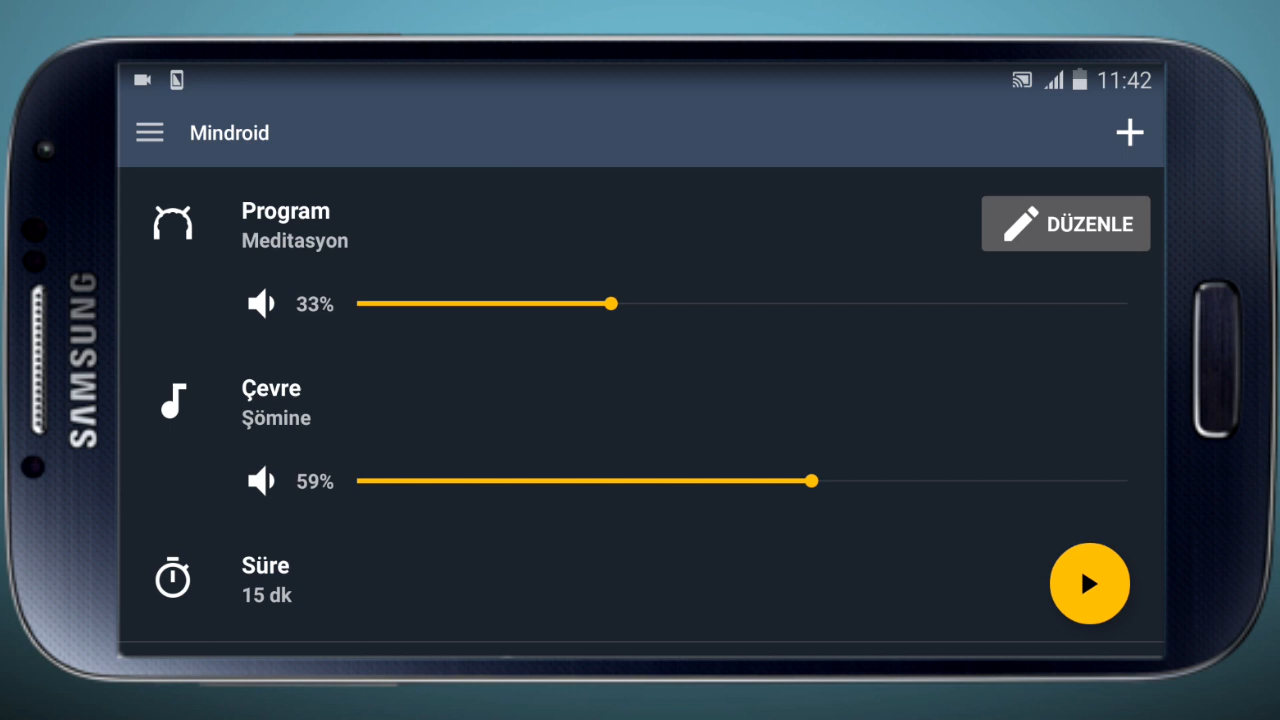 11:42
Mindroid
Program
Meditasyon
DÜZENLE
33%
Çevre
Şömine
59%
Süre
15 dk
SAMSUNG